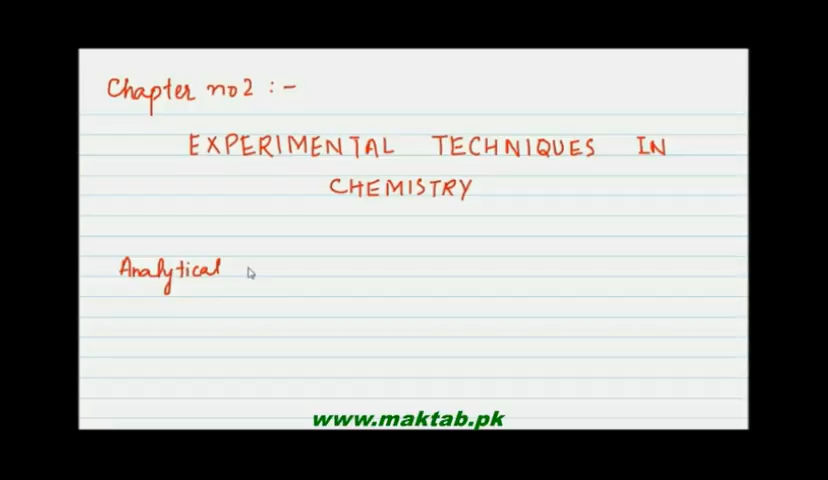 Chapter no 2 :-
EXPERIMENTAL TECHNIQUES IN
CHEMISTRY
Analytical
www.maktab.pk